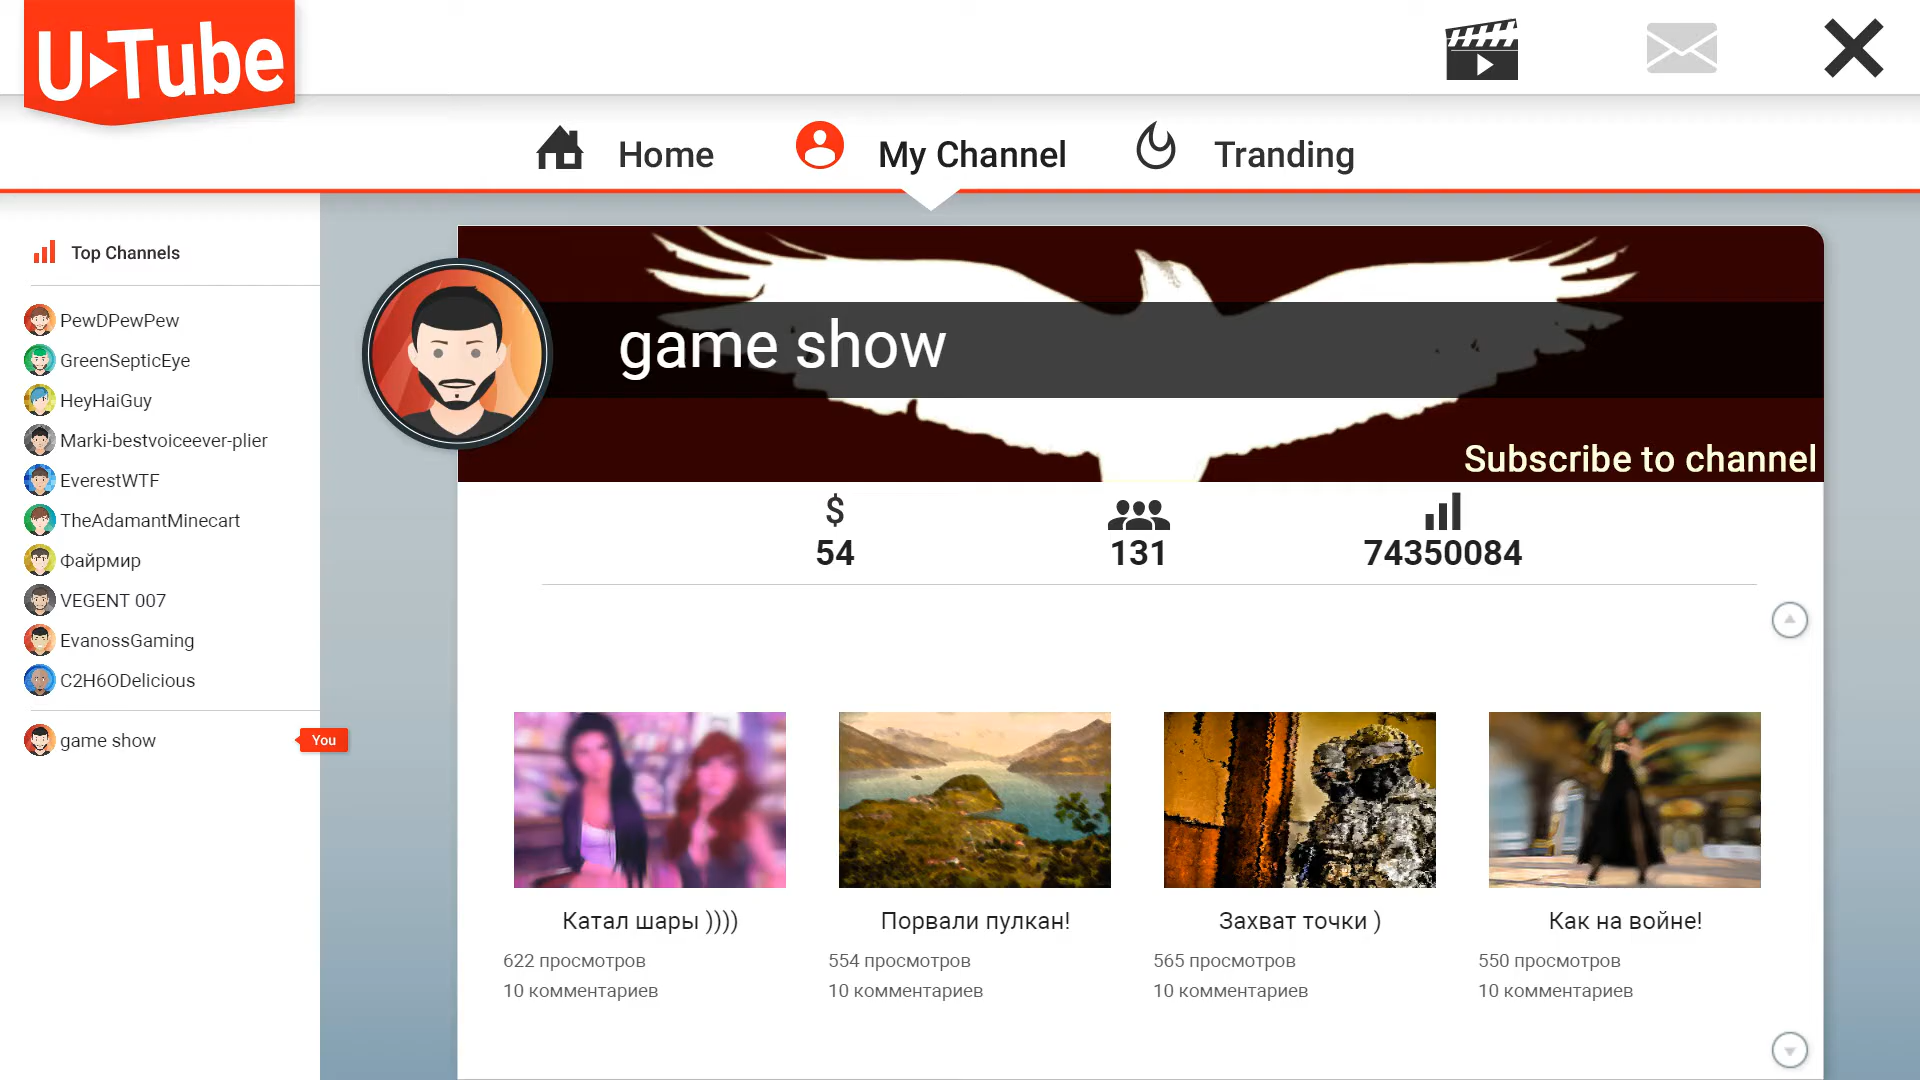 U Tube
Home
My Channel
Tranding
Top Channels
PewDPewPew
GreenSepticEye
HeyHaiGuy
Marki-bestvoiceever-plier
EverestWTF
TheAdamantMinecart
Файрмир
VEGENT 007
EvanossGaming
C2H6ODelicious
game show
You
game show
Subscribe to channel
$
54
131
74350084
Катал шары ))))
622 просмотров
10 комментариев
Порвали пулкан!
554 просмотров
10 комментариев
Захват точки )
565 просмотров
10 комментариев
Как на войне!
550 просмотров
10 комментариев